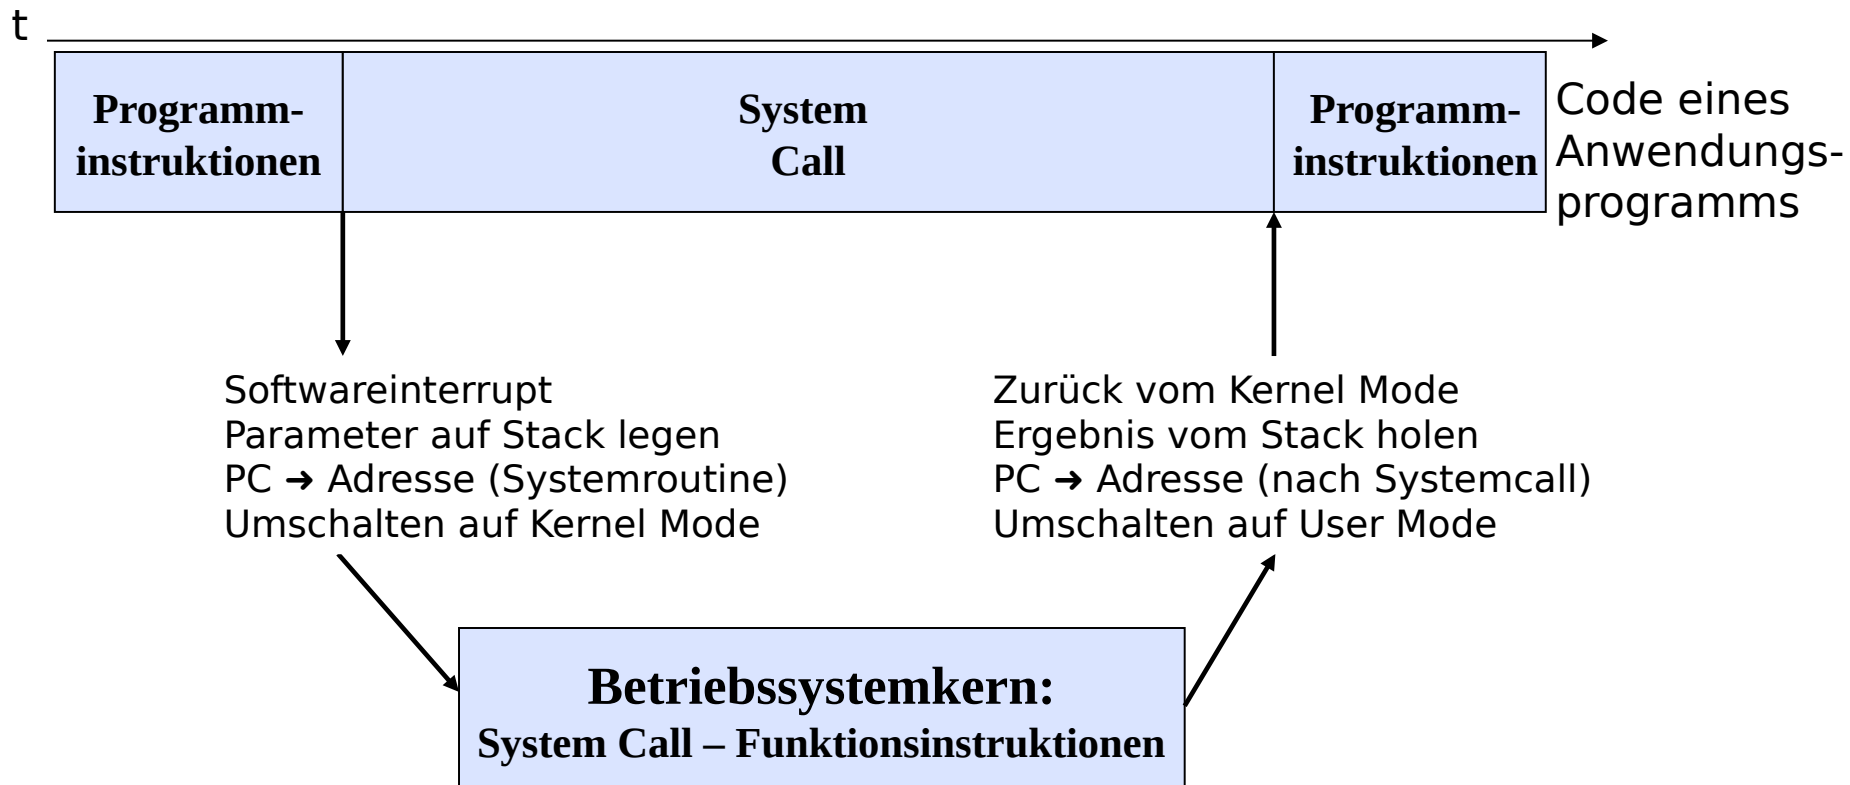 t
Programm-
instruktionen
System
Call
Programm-
instruktionen
Code eines
Anwendungs-
programms
Softwareinterrupt
Parameter auf Stack legen
PC ➜ Adresse (Systemroutine)
Umschalten auf Kernel Mode
Zurück vom Kernel Mode
Ergebnis vom Stack holen
PC ➜ Adresse (nach Systemcall)
Umschalten auf User Mode
Betriebssystemkern:
System Call – Funktionsinstruktionen